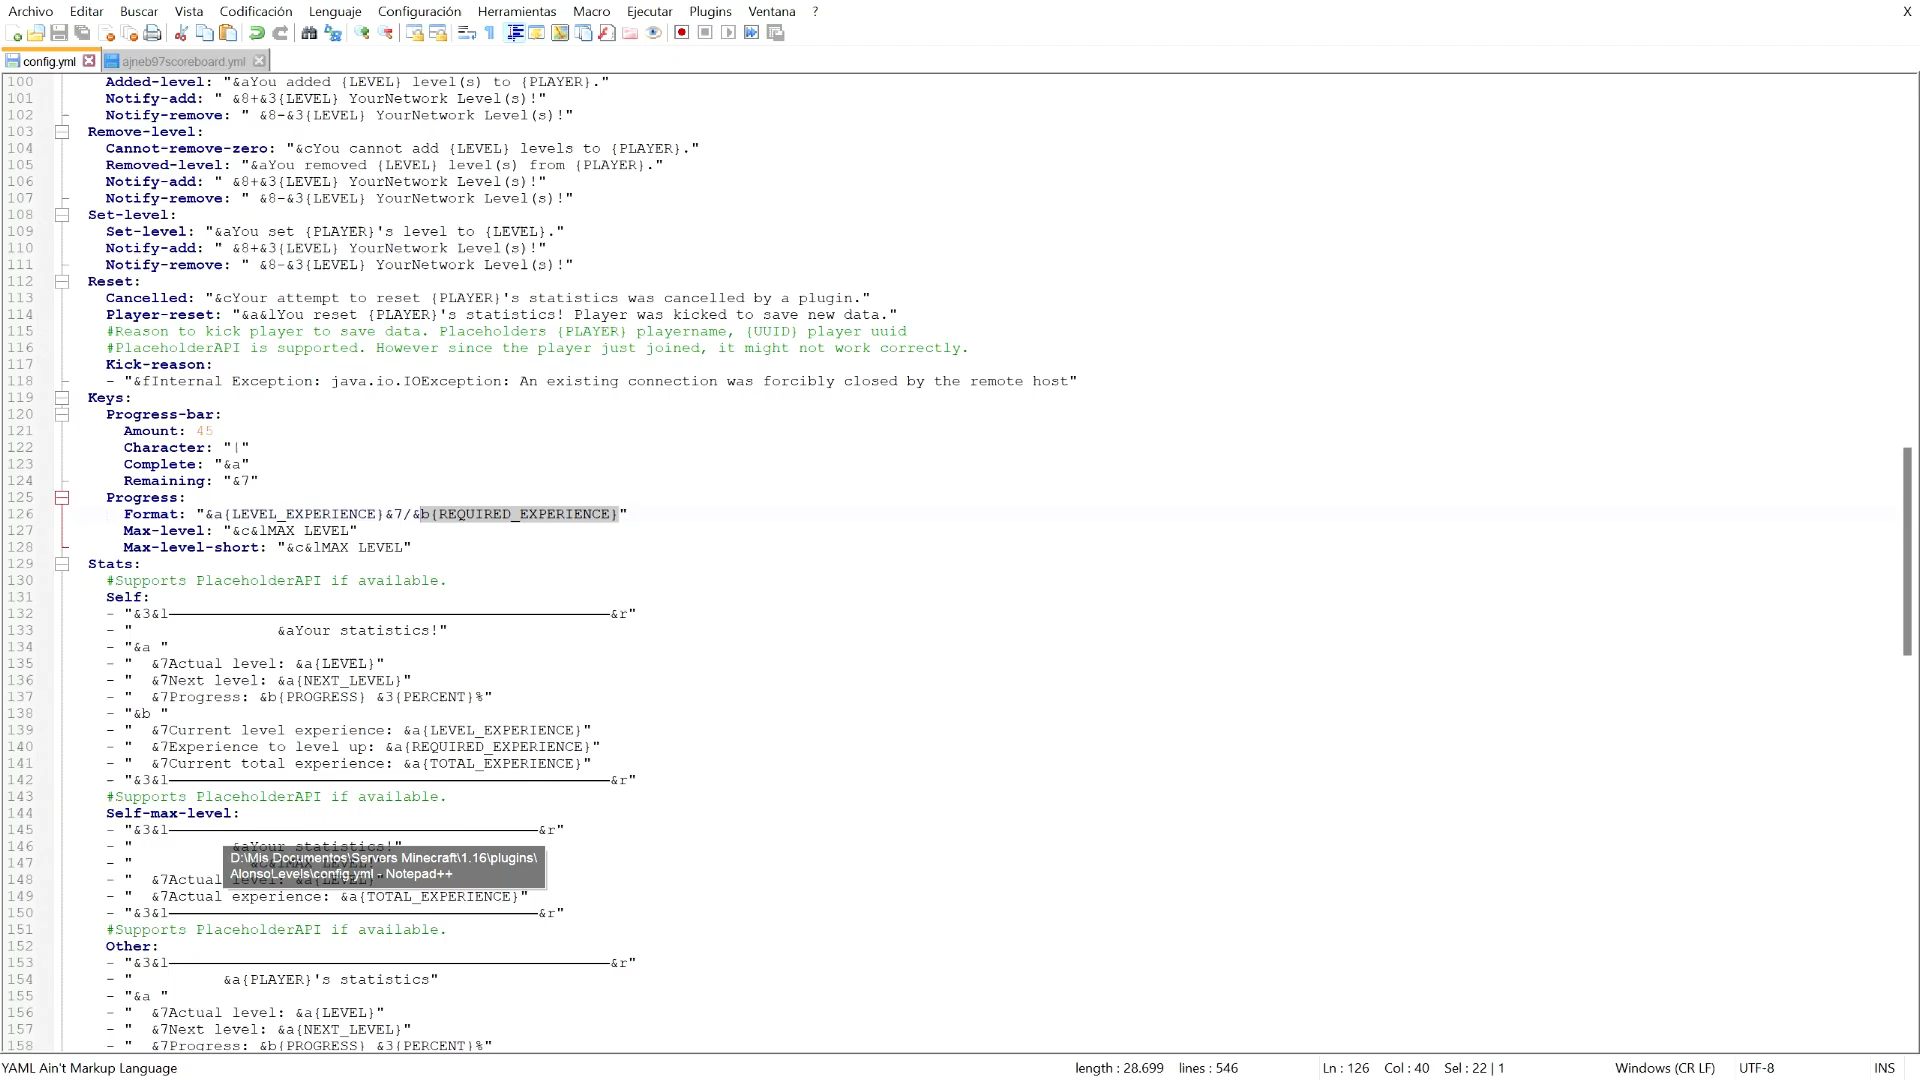 Archivo Editar Buscar Vista Codificación Lenguaje Configuración Herramientas Macro Ejecutar Plugins Ventana ? X
config.yml ajneb97scoreboard.yml
100 Added-level: "&aYou added {LEVEL} level(s) to {PLAYER}."
101 Notify-add: " &8+&3{LEVEL} YourNetwork Level(s)!"
102 Notify-remove: " &8-&3{LEVEL} YourNetwork Level(s)!"
103 Remove-level:
104 Cannot-remove-zero: "&cYou cannot add {LEVEL} levels to {PLAYER}."
105 Removed-level: "&aYou removed {LEVEL} level(s) from {PLAYER}."
106 Notify-add: " &8+&3{LEVEL} YourNetwork Level(s)!"
107 Notify-remove: " &8-&3{LEVEL} YourNetwork Level(s)!"
108 Set-level:
109 Set-level: "&aYou set {PLAYER}'s level to {LEVEL}."
110 Notify-add: " &8+&3{LEVEL} YourNetwork Level(s)!"
111 Notify-remove: " &8-&3{LEVEL} YourNetwork Level(s)!"
112 Reset:
113 Cancelled: "&cYour attempt to reset {PLAYER}'s statistics was cancelled by a plugin."
114 Player-reset: "&a&lYou reset {PLAYER}'s statistics! Player was kicked to save new data."
115 #Reason to kick player to save data. Placeholders {PLAYER} playername, {UUID} player uuid
116 #PlaceholderAPI is supported. However since the player just joined, it might not work correctly.
117 Kick-reason:
118 - "&fInternal Exception: java.io.IOException: An existing connection was forcibly closed by the remote host"
119 Keys:
120 Progress-bar:
121 Amount: 45
122 Character: "|"
123 Complete: "&a"
124 Remaining: "&7"
125 Progress:
126 Format: "&a{LEVEL_EXPERIENCE}&7/&b{REQUIRED_EXPERIENCE}"
127 Max-level: "&c&lMAX LEVEL"
128 Max-level-short: "&c&lMAX LEVEL"
129 Stats:
130 #Supports PlaceholderAPI if available.
131 Self:
132 - "&3&l————————————————————————————————————————————————&r"
133 - " &aYour statistics!"
134 - "&a "
135 - " &7Actual level: &a{LEVEL}"
136 - " &7Next level: &a{NEXT_LEVEL}"
137 - " &7Progress: &b{PROGRESS} &3{PERCENT}%"
138 - "&b "
139 - " &7Current level experience: &a{LEVEL_EXPERIENCE}"
140 - " &7Experience to level up: &a{REQUIRED_EXPERIENCE}"
141 - " &7Current total experience: &a{TOTAL_EXPERIENCE}"
142 - "&3&l————————————————————————————————————————————————&r"
143 #Supports PlaceholderAPI if available.
144 Self-max-level:
145 - "&3&l————————————————————————————————————————&r"
146 - " &aYour statistics!"
147 - " &c&lMAX LEVEL"
D:\Mis Documentos\Servers Minecraft\1.16\plugins\
AlonsoLevels\config.yml - Notepad++
148 - " &7Actual level: &a{LEVEL}"
149 - " &7Actual experience: &a{TOTAL_EXPERIENCE}"
150 - "&3&l————————————————————————————————————————&r"
151 #Supports PlaceholderAPI if available.
152 Other:
153 - "&3&l————————————————————————————————————————————————&r"
154 - " &a{PLAYER}'s statistics"
155 - "&a "
156 - " &7Actual level: &a{LEVEL}"
157 - " &7Next level: &a{NEXT_LEVEL}"
158 - " &7Progress: &b{PROGRESS} &3{PERCENT}%"
YAML Ain't Markup Language length : 28.699 lines : 546 Ln : 126 Col : 40 Sel : 22 | 1 Windows (CR LF) UTF-8 INS